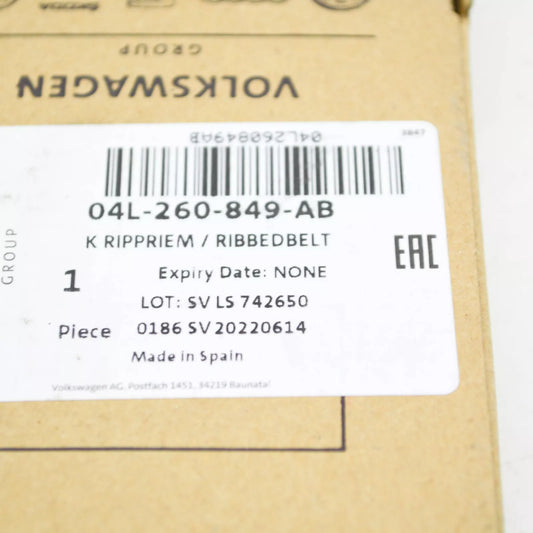 ŠKODA
GROUP
VOLKSWAGEN
04L260849AB
3847
04L-260-849-AB
K RIPPRIEM / RIBBEDBELT
GROUP
EAC
1
Expiry Date: NONE
LOT: SV LS 742650
Piece 0186 SV 20220614
Made in Spain
Volkswagen AG, Postfach 1451, 34219 Baunatal